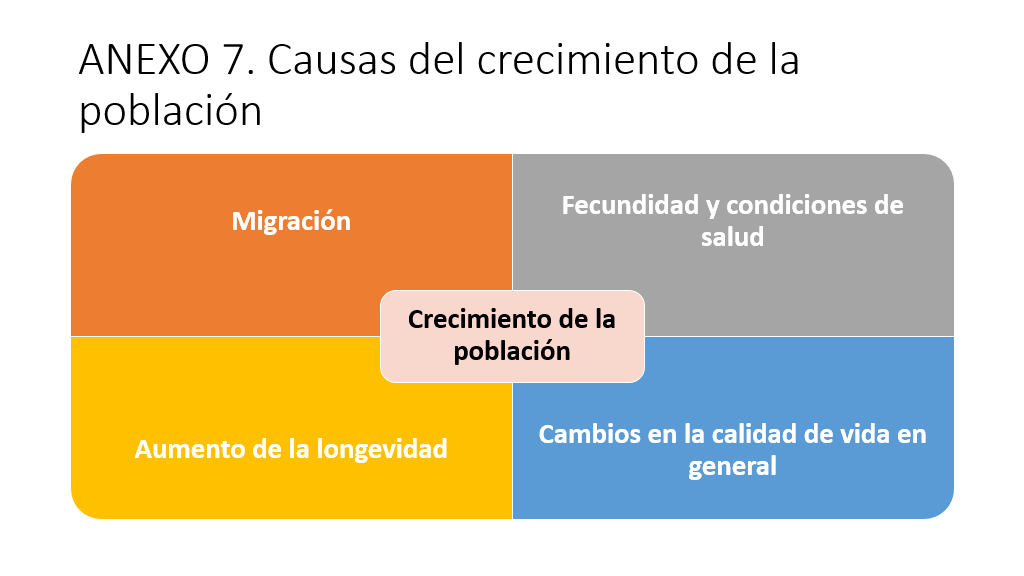 ANEXO 7. Causas del crecimiento de la
población
Migración
Fecundidad y condiciones de
salud
Crecimiento de la
población
Aumento de la longevidad
Cambios en la calidad de vida en
general